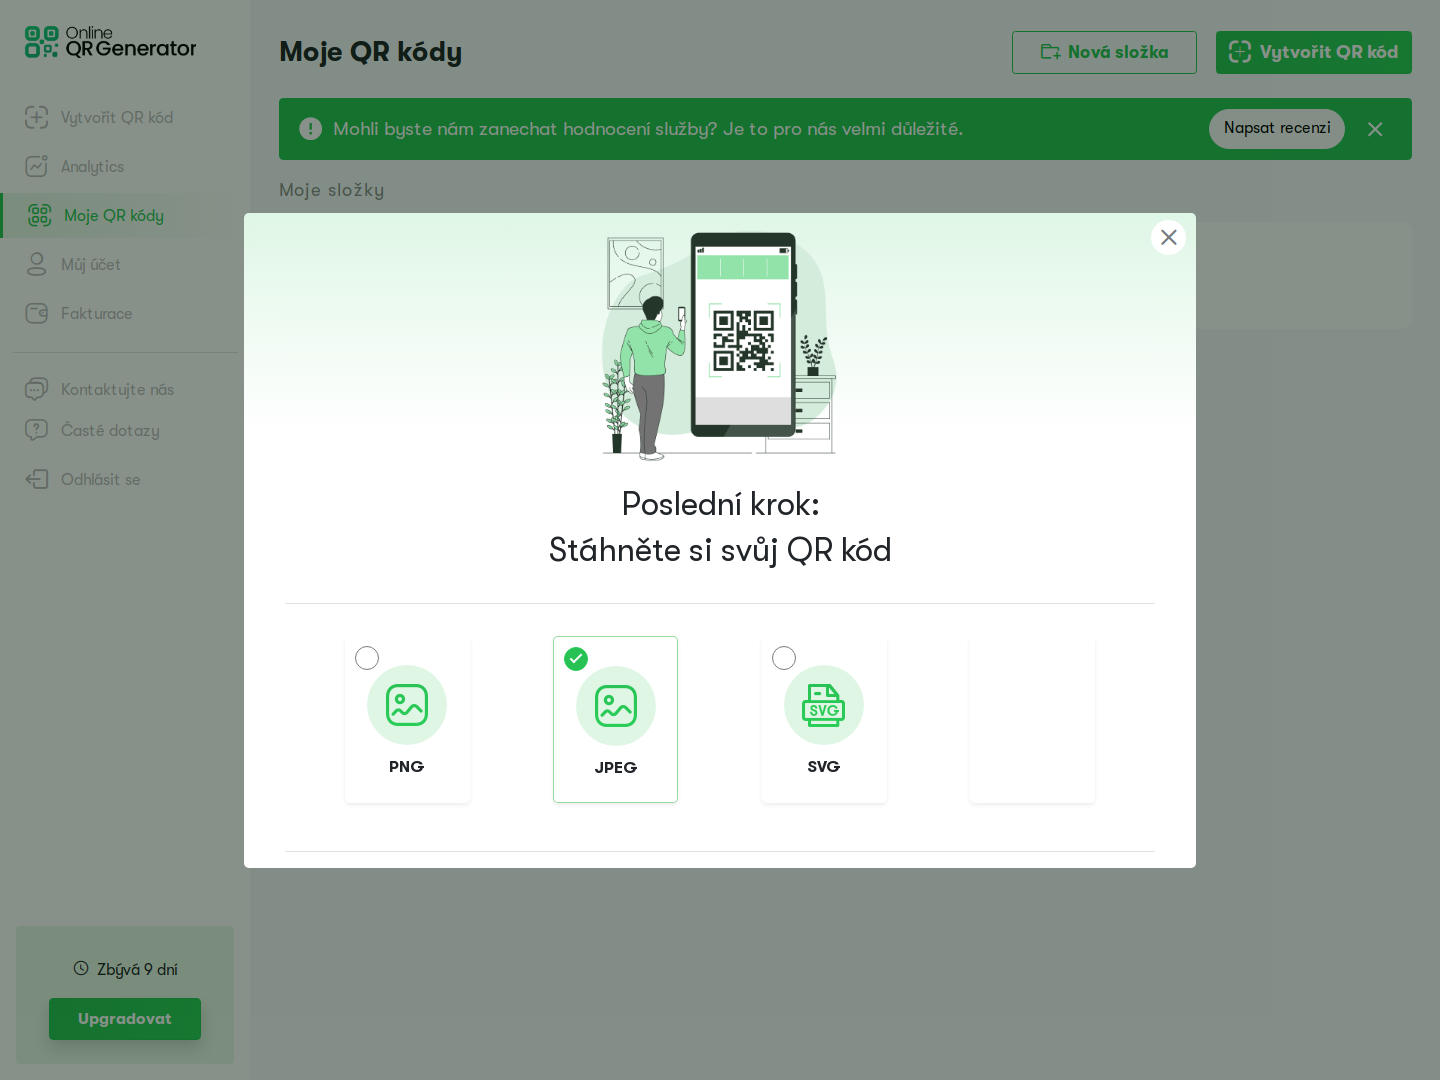 Online
QR Generator
Vytvořit QR kód
Analytics
Moje QR kódy
Můj účet
Fakturace
Kontaktujte nás
Časté dotazy
Odhlásit se
Zbývá 9 dní
Upgradovat
Moje QR kódy
Nová složka
Vytvořit QR kód
Mohli byste nám zanechat hodnocení služby? Je to pro nás velmi důležité.
Napsat recenzi
Moje složky
Poslední krok:
Stáhněte si svůj QR kód
PNG
JPEG
SVG
SVG